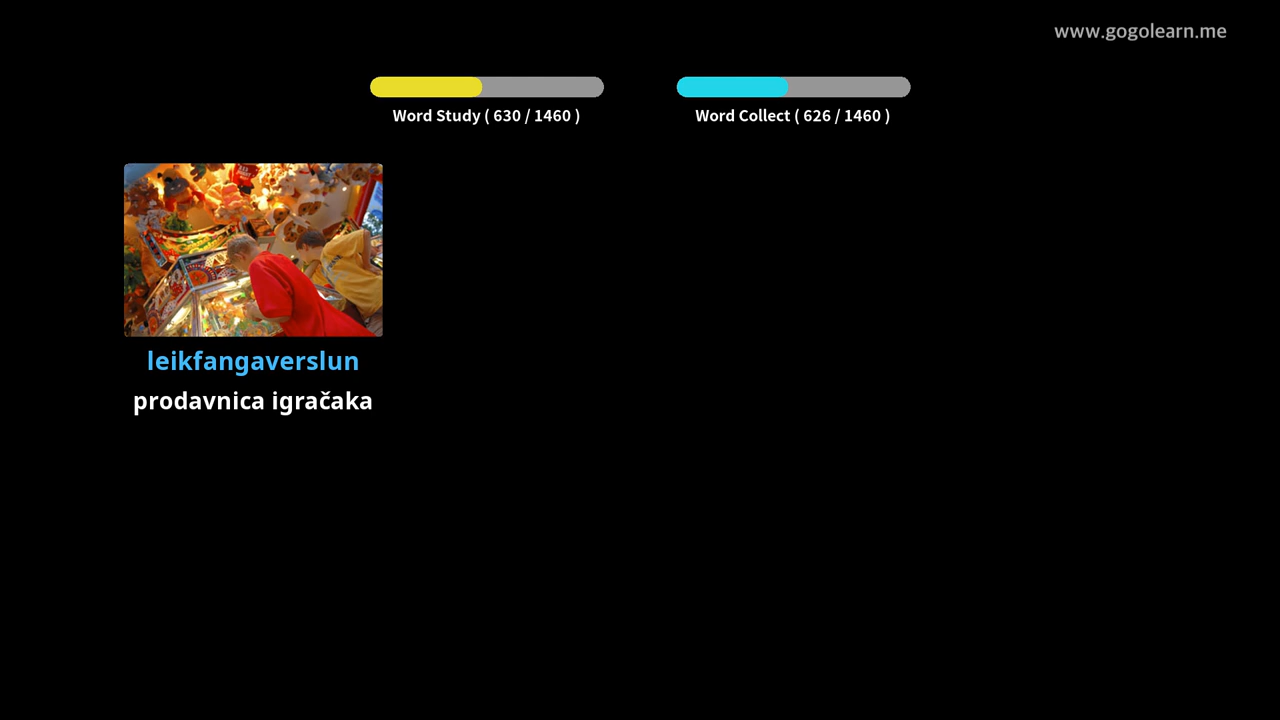 www.gogolearn.me
Word Study ( 630 / 1460 )
Word Collect ( 626 / 1460 )
leikfangaverslun
prodavnica igračaka